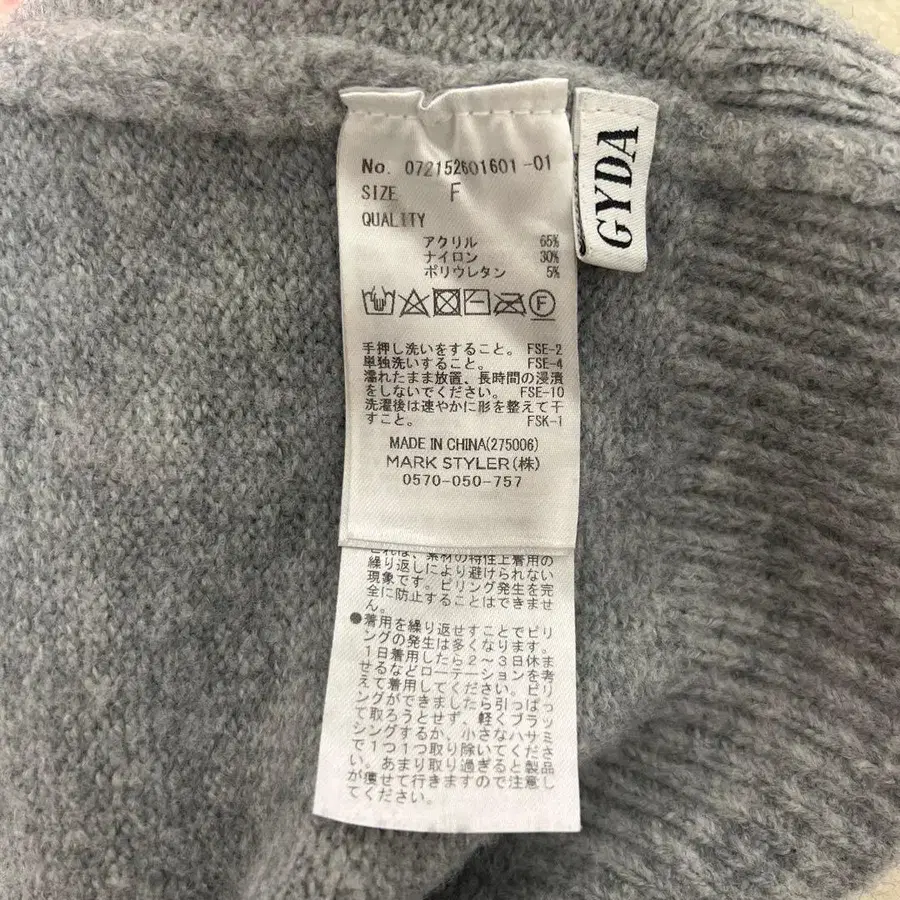 No. 072152601601-01
SIZE F
QUALITY
アクリル 65%
ナイロン 30%
ポリウレタン 5%
F
手押し洗いをすること。 FSE-2
単独洗いすること。 FSE-4
濡れたまま放置、長時間の浸漬
をしないでください。 FSE-10
洗濯後は速やかに形を整えて干
すこと。 FSK-1
MADE IN CHINA(275006)
MARK STYLER(株)
0570-050-757
GYDA
これは、素材の特性上着用の
繰り返しにより避けられない
現象です。ピリング発生を完
全に防止することはできませ
ん。
●着用を繰り返すことでピリ
ングの発生は多くなります。
1日着用したら2〜3日休ま
せるなどローテーションを考
えて着用してください。ピリ
ングができましたら引っぱっ
て取ろうとせず、軽くブラッ
シングするか、小さなハサミ
で1つ1つ取り除いてくださ
い。あまり取り過ぎると製品
が痩せて行きますので注意し
てください。